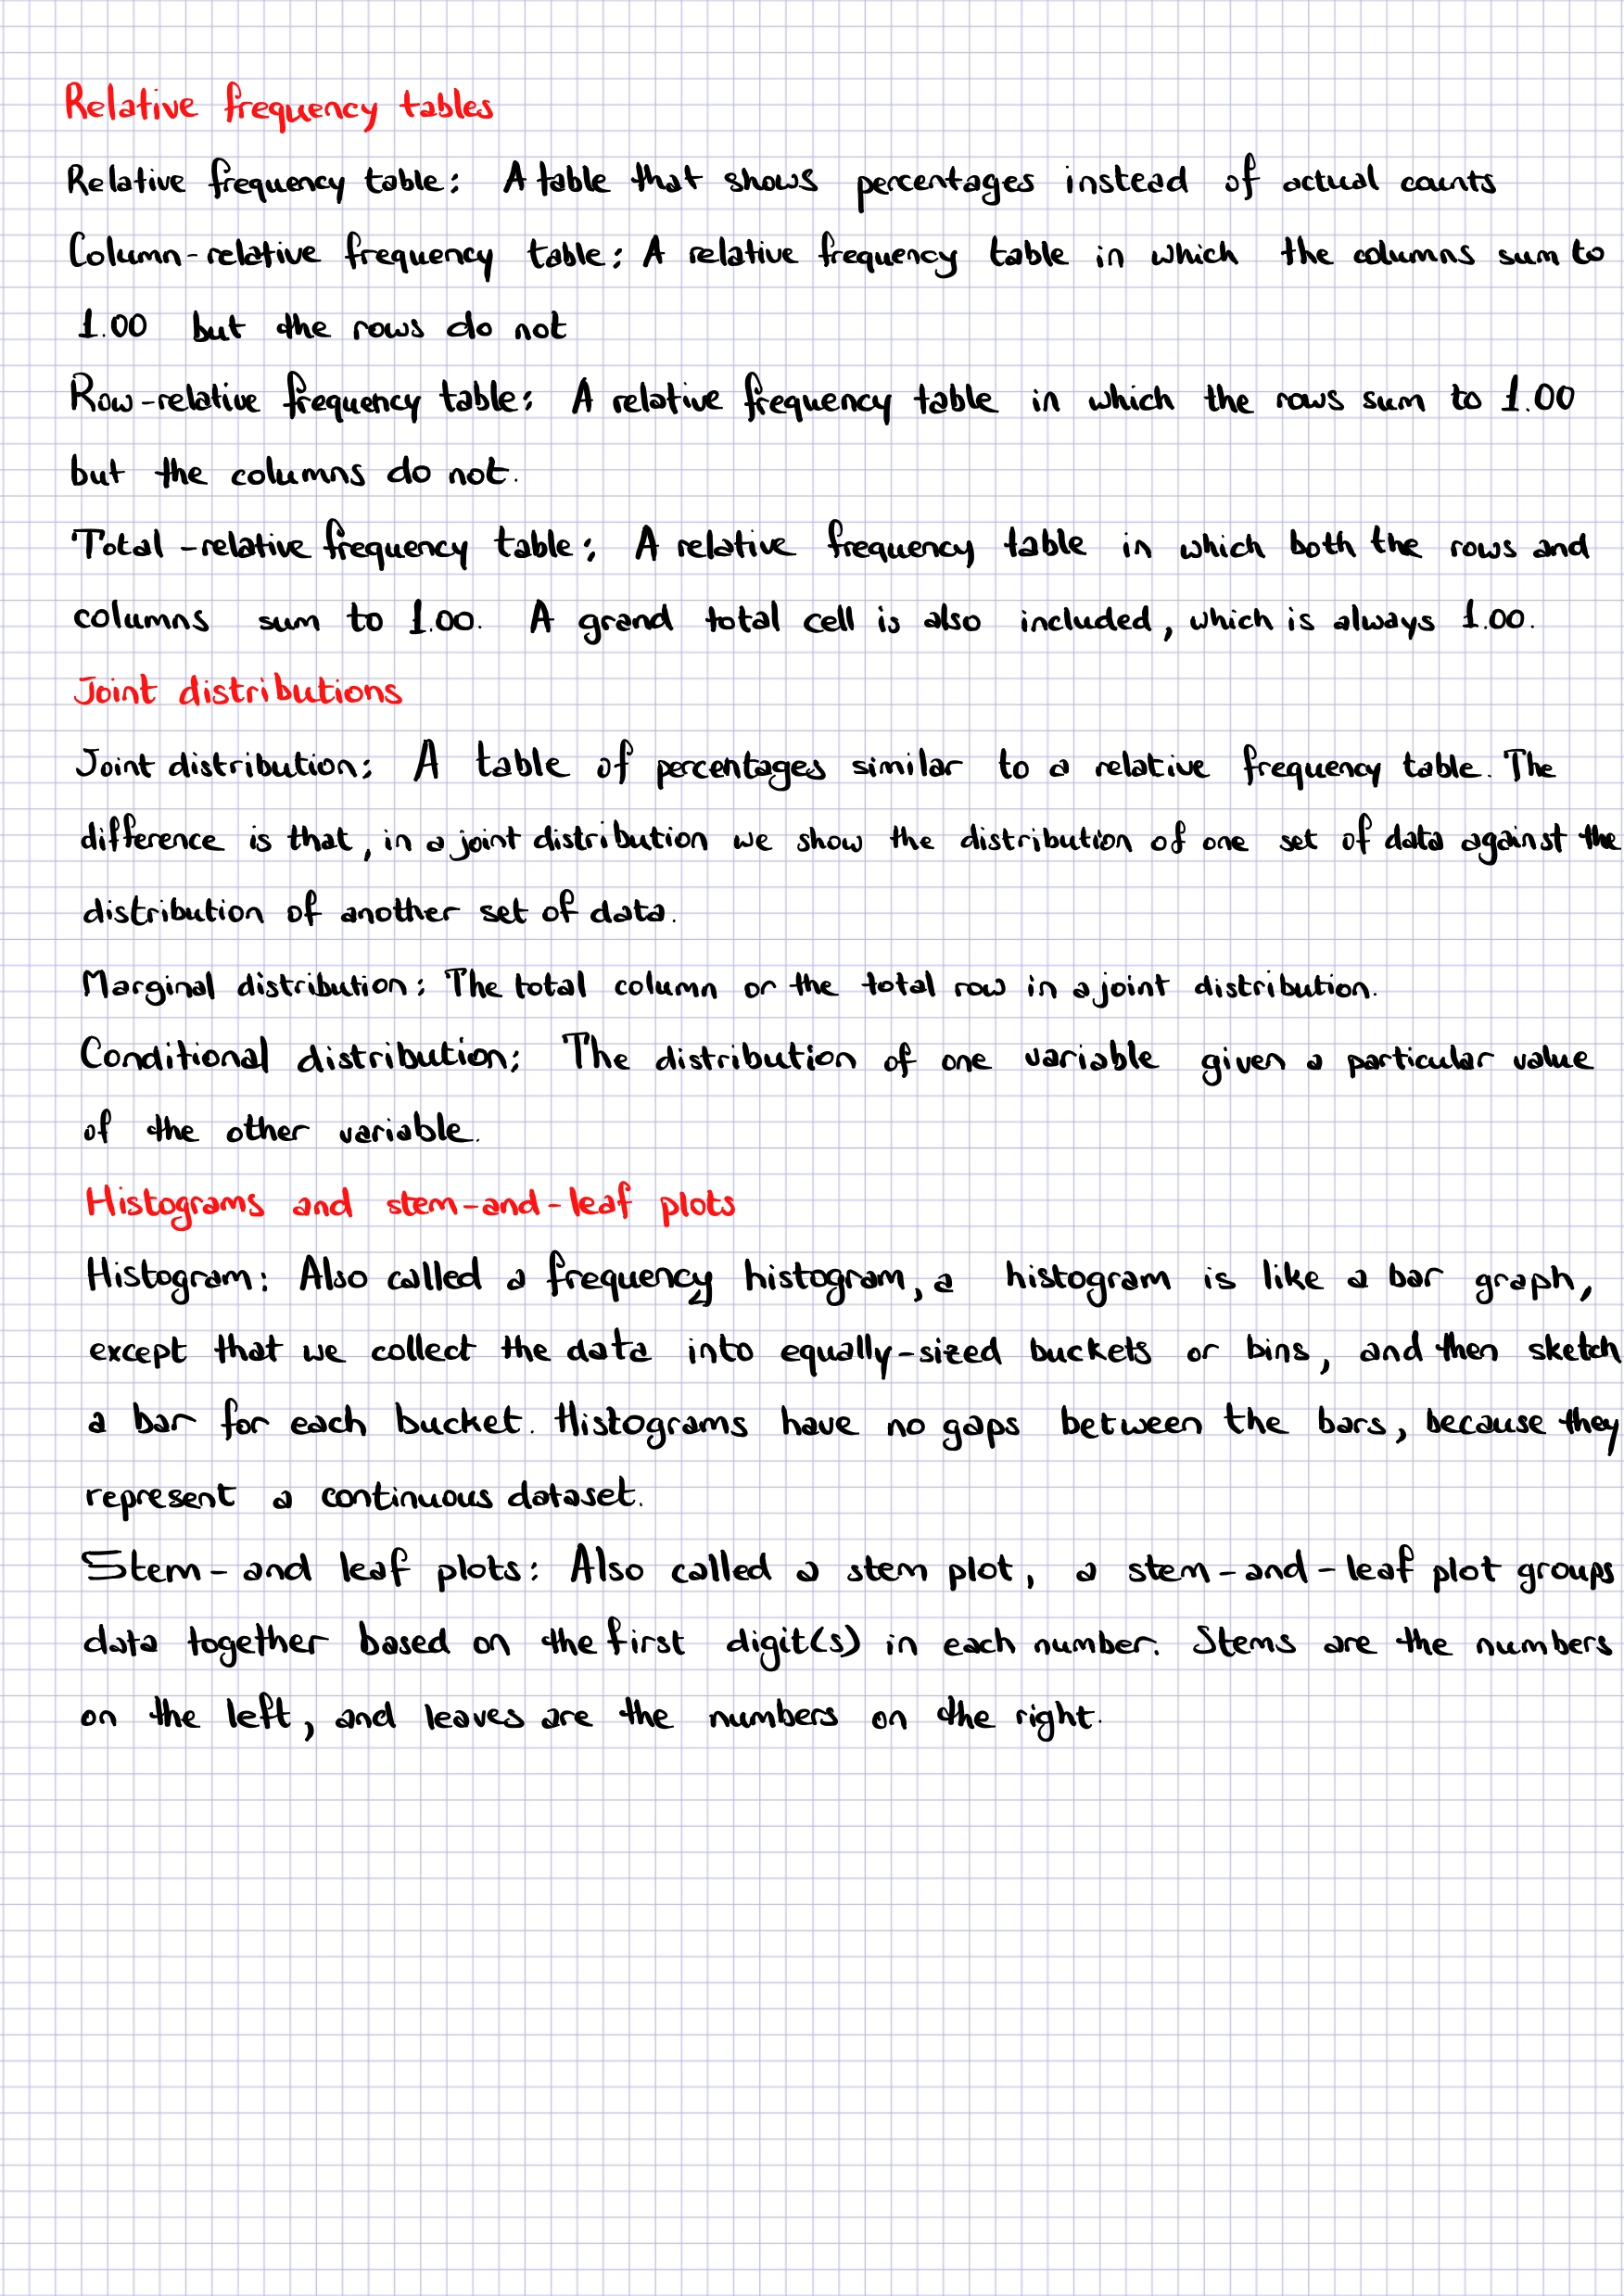 Relative frequency tables
Relative frequency table: A table that shows percentages instead of actual counts
Column-relative frequency table: A relative frequency table in which the columns sum to
1.00 but the rows do not
Row-relative frequency table: A relative frequency table in which the rows sum to 1.00
but the columns do not.
Total-relative frequency table: A relative frequency table in which both the rows and
columns sum to 1.00. A grand total cell is also included, which is always 1.00.
Joint distributions
Joint distribution: A table of percentages similar to a relative frequency table. The
difference is that, in a joint distribution we show the distribution of one set of data against the
distribution of another set of data.
Marginal distribution: The total column or the total row in a joint distribution.
Conditional distribution: The distribution of one variable given a particular value
of the other variable.
Histograms and stem-and-leaf plots
Histogram: Also called a frequency histogram, a histogram is like a bar graph,
except that we collect the data into equally-sized buckets or bins, and then sketch
a bar for each bucket. Histograms have no gaps between the bars, because they
represent a continuous dataset.
Stem-and leaf plots: Also called a stem plot, a stem-and-leaf plot groups
data together based on the first digit(s) in each number. Stems are the numbers
on the left, and leaves are the numbers on the right.